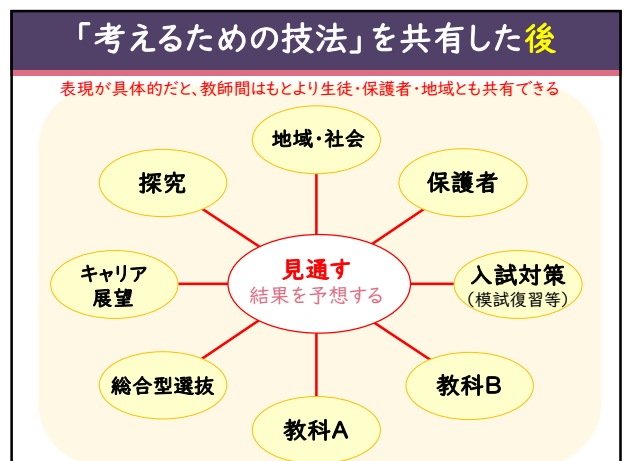 「考えるための技法」を共有した後
表現が具体的だと、教師間はもとより生徒・保護者・地域とも共有できる
地域・社会
探究
保護者
見通す
結果を予想する
キャリア
展望
入試対策
（模試復習等）
総合型選抜
教科B
教科A